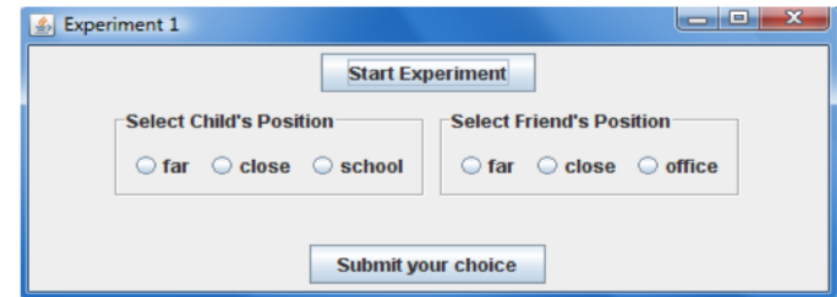 Experiment 1
Start Experiment
Select Child's Position Select Friend's Position
far close school far close office
Submit your choice